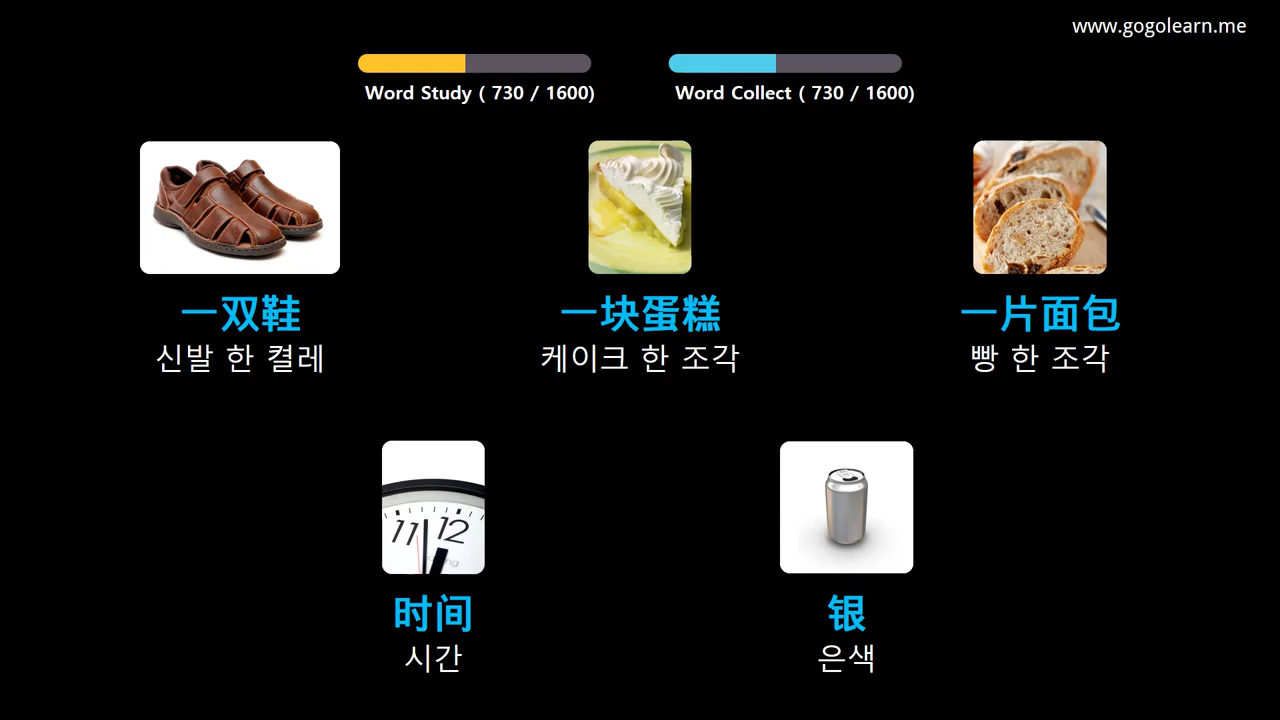 www.gogolearn.me
Word Study ( 730 / 1600)
Word Collect ( 730 / 1600)
一双鞋
一块蛋糕
一片面包
신발 한 켤레
케이크 한 조각
빵 한 조각
11 12
时间
银
시간
은색